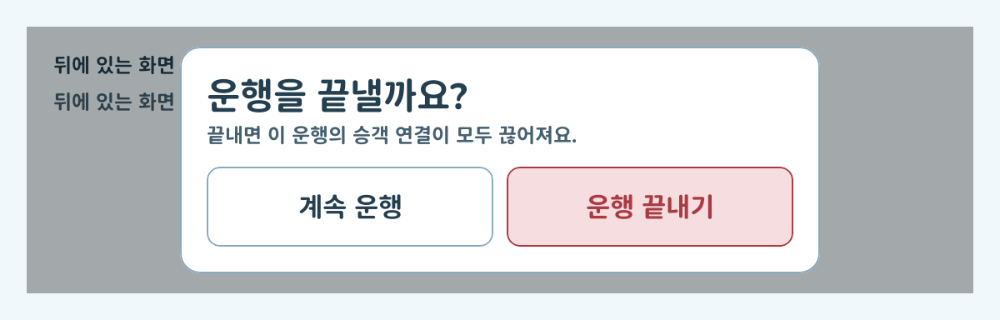 뒤에 있는 화면
뒤에 있는 화면
운행을 끝낼까요?
끝내면 이 운행의 승객 연결이 모두 끊어져요.
계속 운행
운행 끝내기